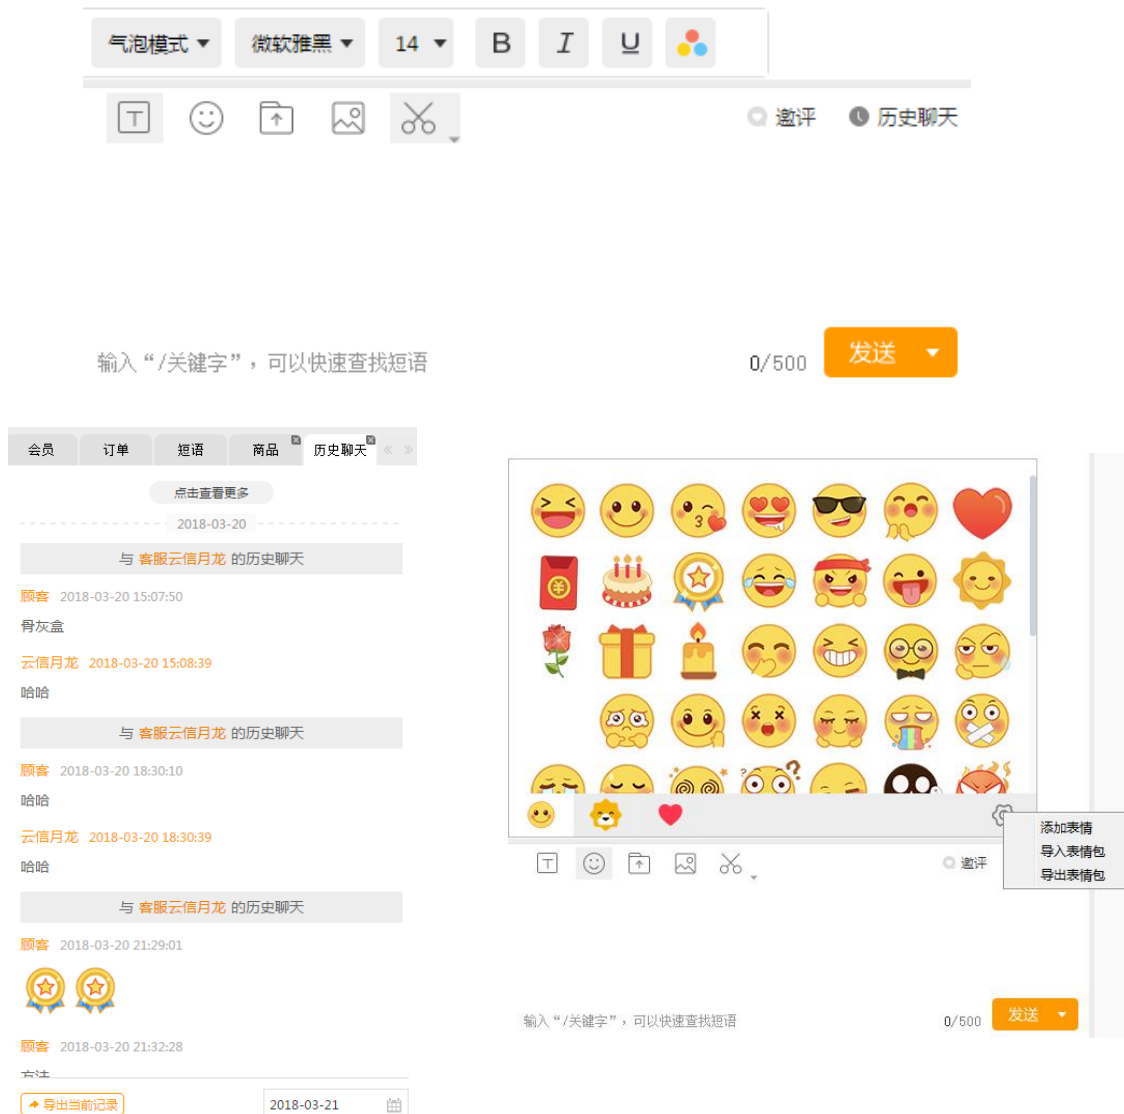 气泡模式 微软雅黑 14 B I U
T 邀评 历史聊天
输入“/关键字”，可以快速查找短语 0/500 发送
会员 订单 短语 商品 历史聊天
点击查看更多
2018-03-20
与 客服云信月龙 的历史聊天
顾客 2018-03-20 15:07:50
骨灰盒
云信月龙 2018-03-20 15:08:39
哈哈
与 客服云信月龙 的历史聊天
顾客 2018-03-20 18:30:10
哈哈
云信月龙 2018-03-20 18:30:39
哈哈
与 客服云信月龙 的历史聊天
顾客 2018-03-20 21:29:01
顾客 2018-03-20 21:32:28
方法
导出当前记录 2018-03-21
添加表情
导入表情包
导出表情包
T 邀评
输入“/关键字”，可以快速查找短语 0/500 发送